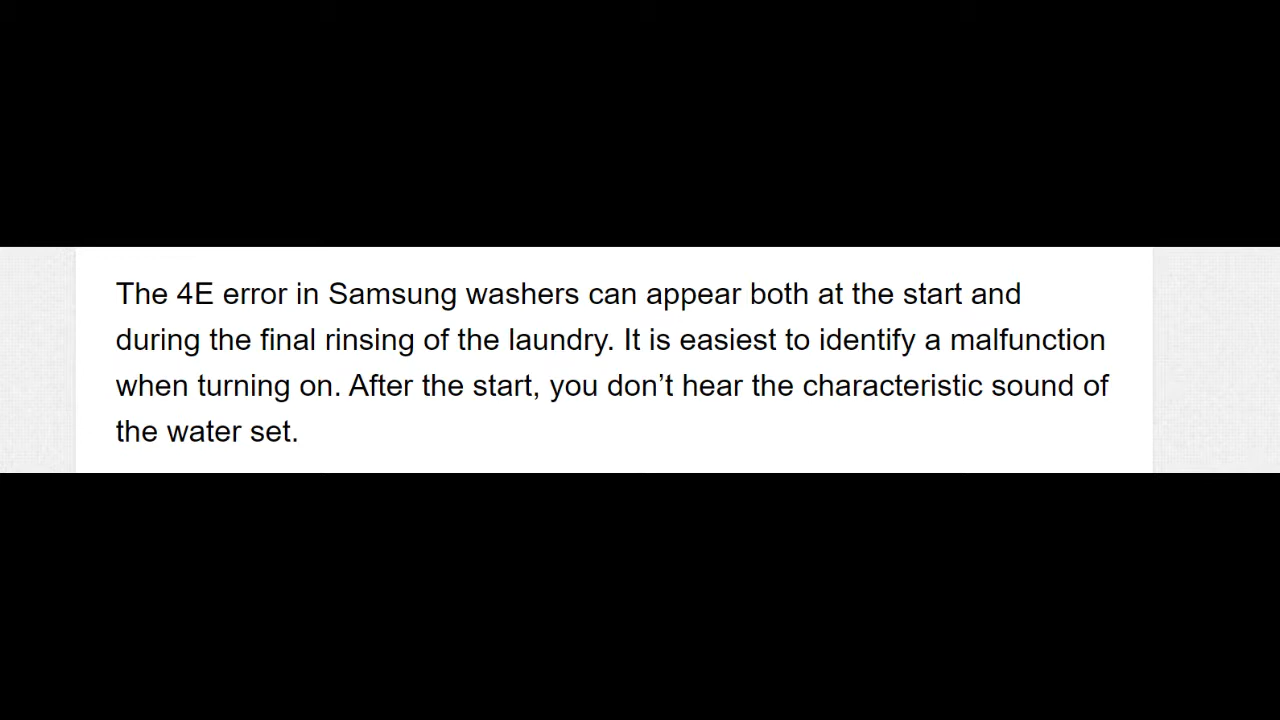 The 4E error in Samsung washers can appear both at the start and
during the final rinsing of the laundry. It is easiest to identify a malfunction
when turning on. After the start, you don’t hear the characteristic sound of
the water set.